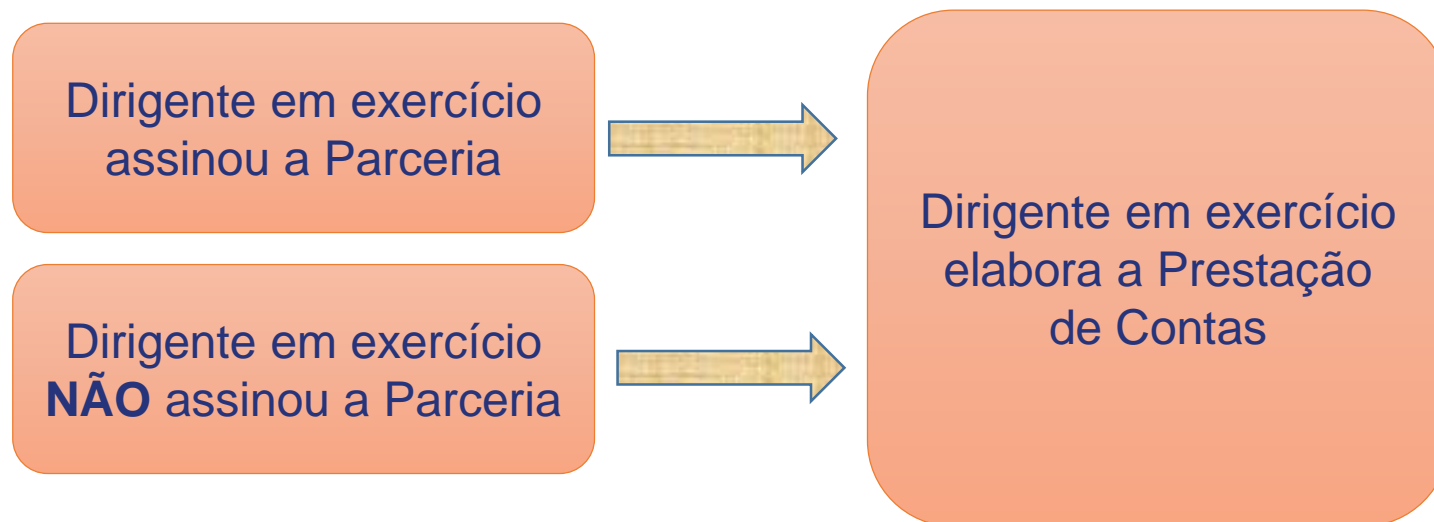 Dirigente em exercício
assinou a Parceria
Dirigente em exercício
NÃO assinou a Parceria
Dirigente em exercício
elabora a Prestação
de Contas